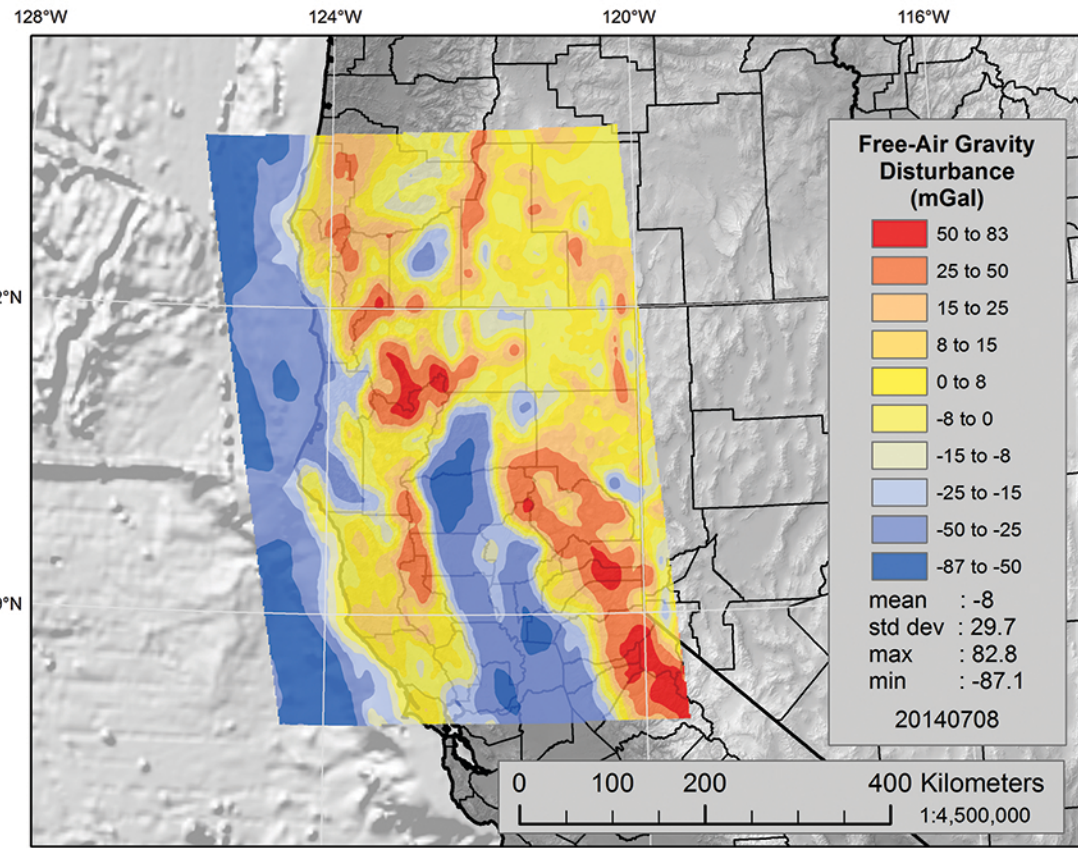 128°W 124°W 120°W 116°W
Free-Air Gravity
Disturbance
(mGal)
50 to 83
25 to 50
15 to 25
8 to 15
0 to 8
-8 to 0
-15 to -8
-25 to -15
-50 to -25
-87 to -50
mean : -8
std dev : 29.7
max : 82.8
min : -87.1
20140708
2°N
0°N
0 100 200 400 Kilometers
1:4,500,000